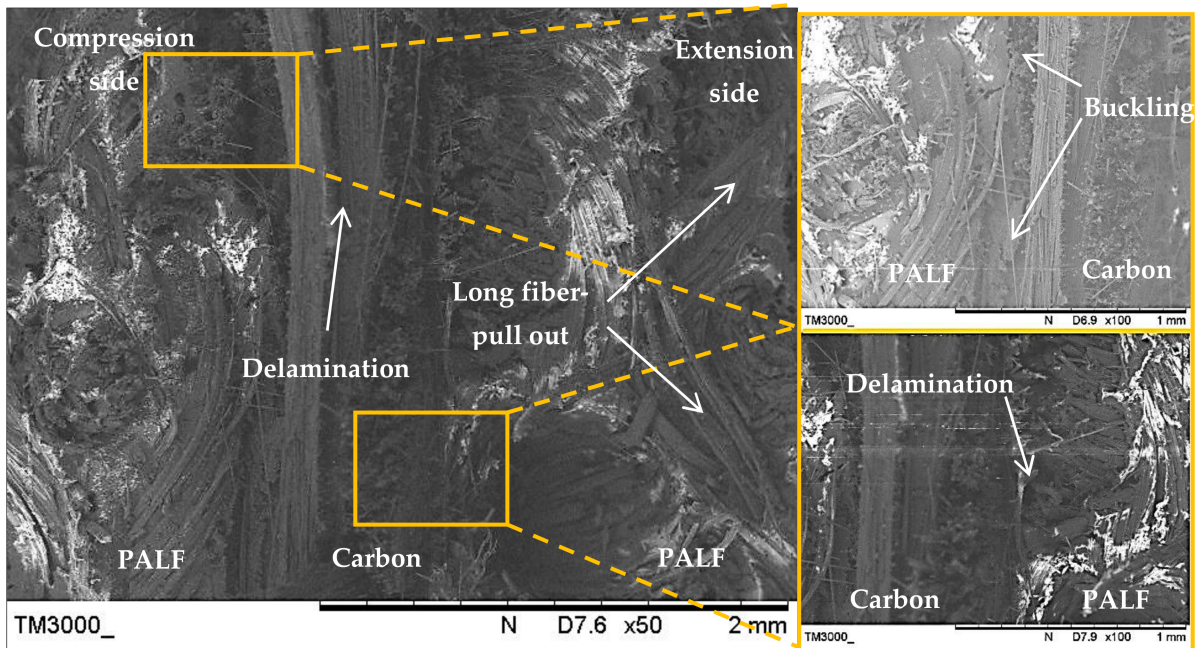 Compression
side
Extension
side
Delamination
Long fiber-
pull out
PALF
Carbon
PALF
TM3000_
N
D7.6
x50
2 mm
Buckling
PALF
Carbon
TM3000_
N
D6.9
x100
1 mm
Delamination
Carbon
PALF
TM3000_
N
D7.9
x100
1 mm